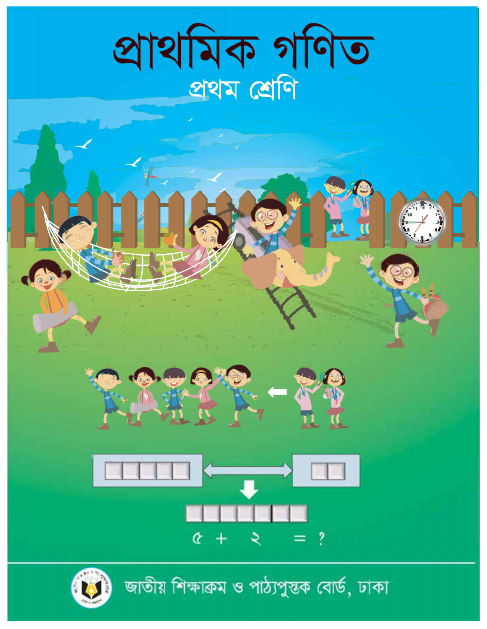 প্রাথমিক গণিত
প্রথম শ্রেণি
৫ + ২ = ?
জাতীয় শিক্ষাক্রম ও পাঠ্যপুস্তক বোর্ড, ঢাকা